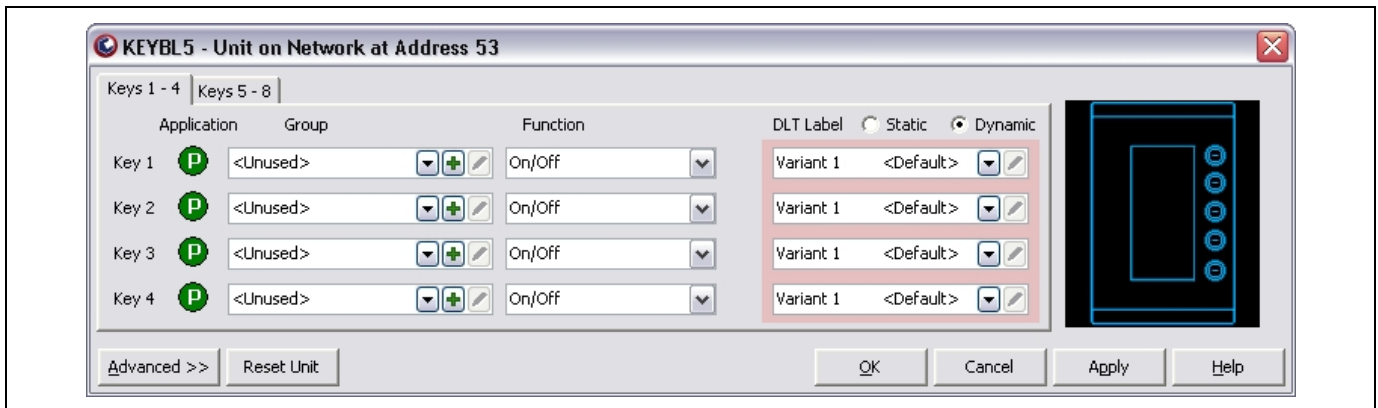 KEYBL5 - Unit on Network at Address 53
Keys 1 - 4 Keys 5 - 8
Application Group Function DLT Label Static Dynamic
Key 1 P <Unused> On/Off Variant 1 <Default>
Key 2 P <Unused> On/Off Variant 1 <Default>
Key 3 P <Unused> On/Off Variant 1 <Default>
Key 4 P <Unused> On/Off Variant 1 <Default>
Advanced >> Reset Unit OK Cancel Apply Help